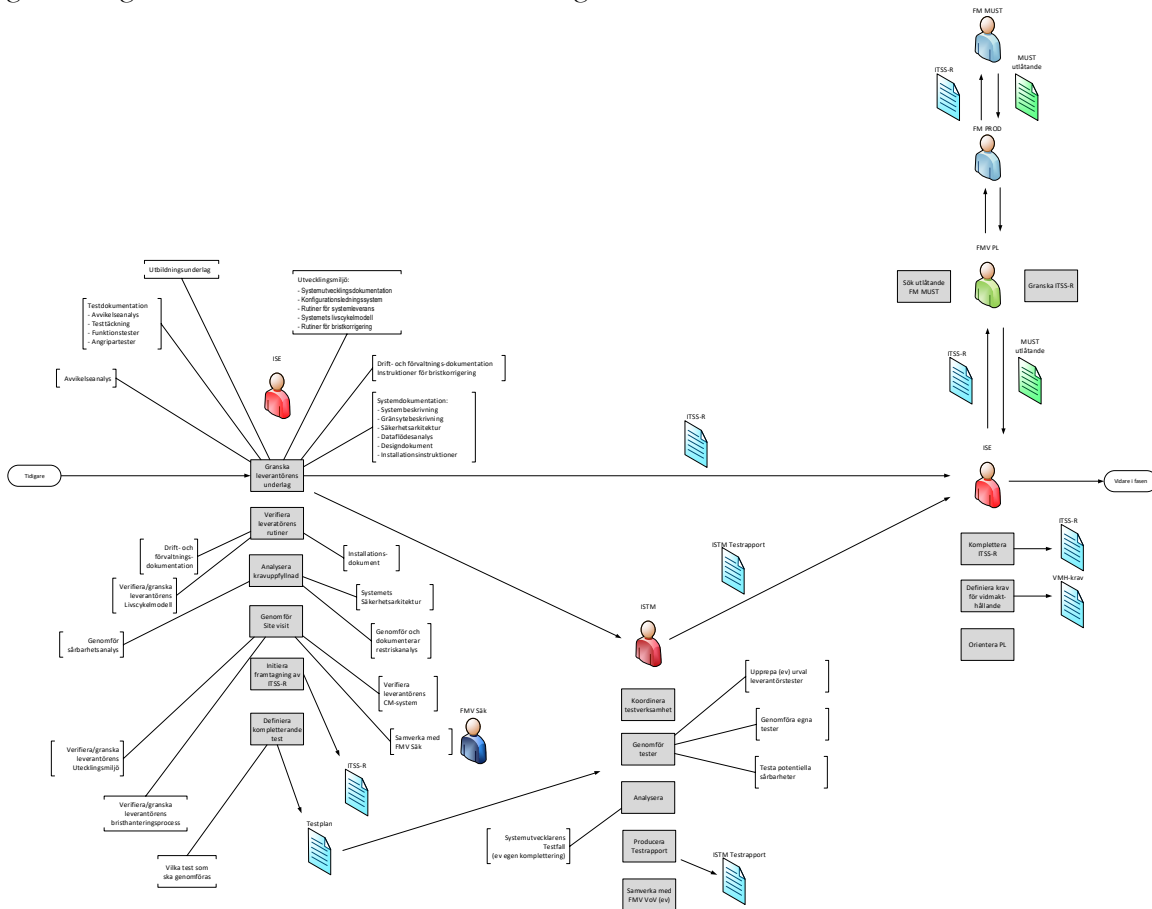 FM MUST
ITSS-R
MUST
utlåtande
FM PROD
FMV PL
Sök utlåtande
FM MUST
Granska ITSS-R
ITSS-R
MUST
utlåtande
Utbildningsunderlag
Utvecklingsmiljö:
- Systemutvecklingsdokumentation
- Konfigurationsledningssystem
- Rutiner för systemleverans
- Systemets livscykelmodell
- Rutiner för bristkorrigering
Testdokumentation
- Avvikelseanalys
- Testtäckning
- Funktionstester
- Angripartester
ISE
Avvikelseanalys
Drift- och förvaltnings-dokumentation
Instruktioner för bristkorrigering
Systemdokumentation:
- Systembeskrivning
- Gränsytebeskrivning
- Säkerhetsarkitektur
- Dataflödesanalys
- Designdokument
- Installationsinstruktioner
ITSS-R
ISE
Tidigare
Granska
leverantörens
underlag
Vidare i fasen
Verifiera
leveratörens
rutiner
Drift- och
förvaltnings-
dokumentation
Installations-
dokument
Analysera
kravuppfyllnad
Verifiera/granska
leverantörens
Livscykelmodell
Systemets
Säkerhetsarkitektur
Genomför
Site visit
Genomför
sårbarhetsanalys
Genomför och
dokumenterar
restriskanalys
Initiera
framtagning av
ITSS-R
Verifiera
leverantörens
CM-system
Definiera
kompletterande
test
Samverka med
FMV Säk
FMV Säk
Verifiera/granska
leverantörens
Utecklingsmiljö
ITSS-R
Verifiera/granska
leverantörens
bristhanteringsprocess
Testplan
Vilka test som
ska genomföras
ISTM Testrapport
ISTM
Koordinera
testverksamhet
Upprepa (ev) urval
leverantörstester
Genomför
tester
Genomföra egna
tester
Testa potentiella
sårbarheter
Analysera
Systemutvecklarens
Testfall
(ev egen komplettering)
Producera
Testrapport
ISTM Testrapport
Samverka med
FMV VoV (ev)
Komplettera
ITSS-R
ITSS-R
Definiera krav
för vidmakt-
hållande
VMH-krav
Orientera PL